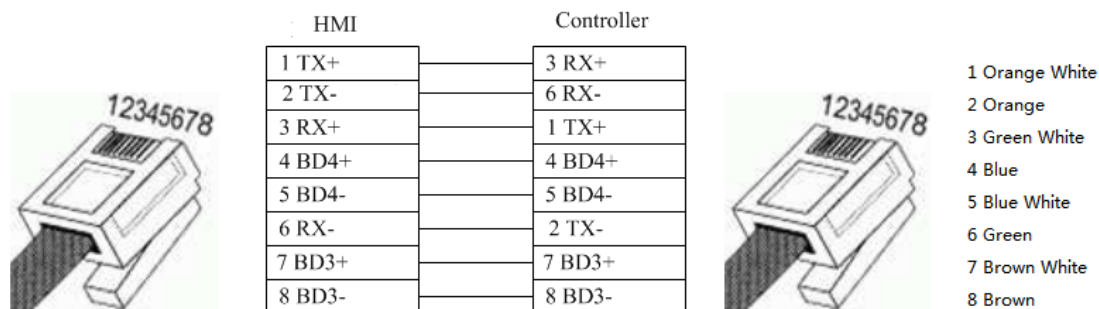 HMI
Controller
1 TX+
3 RX+
2 TX-
6 RX-
3 RX+
1 TX+
4 BD4+
4 BD4+
5 BD4-
5 BD4-
6 RX-
2 TX-
7 BD3+
7 BD3+
8 BD3-
8 BD3-
12345678
12345678
1 Orange White
2 Orange
3 Green White
4 Blue
5 Blue White
6 Green
7 Brown White
8 Brown